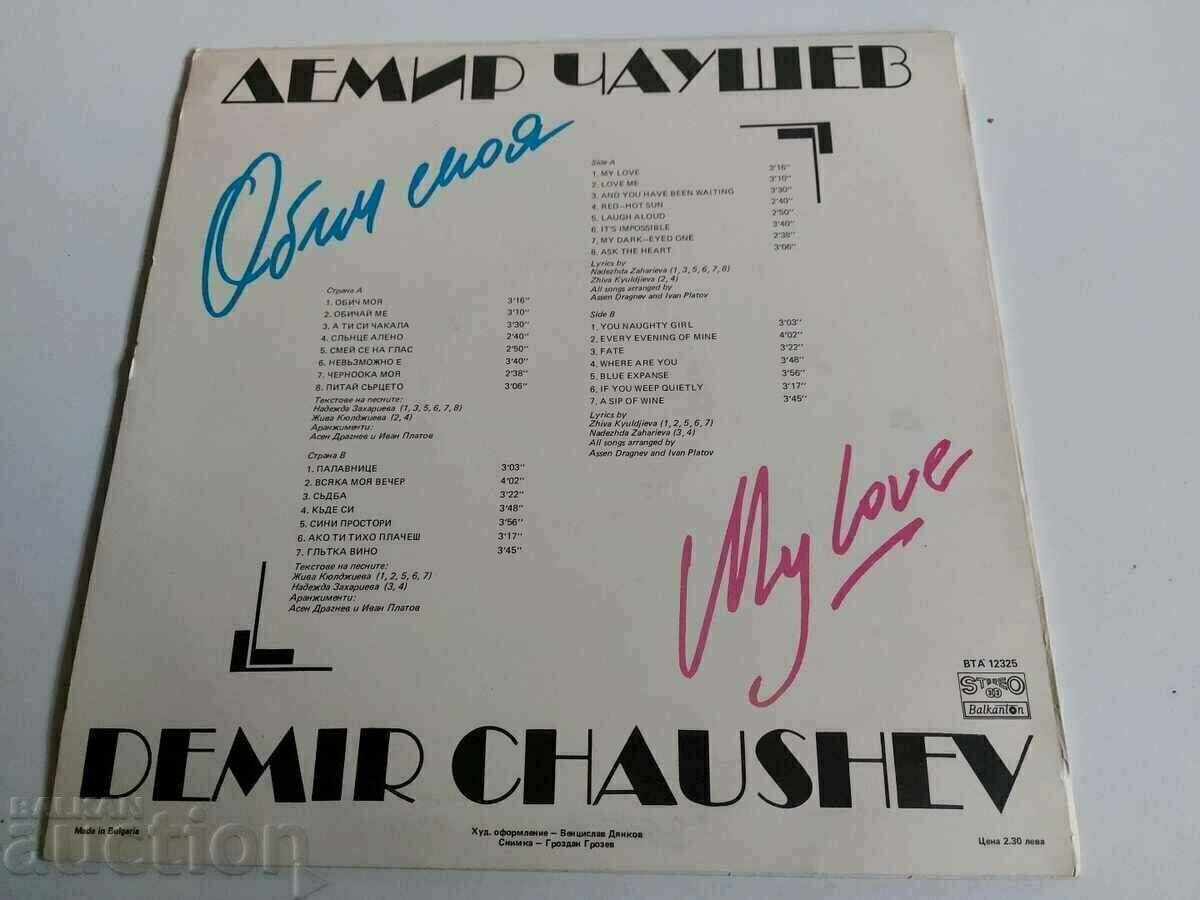 ДЕМИР ЧАУШЕВ
Обич моя
Side A
1. MY LOVE 3'16"
2. LOVE ME 3'10"
3. AND YOU HAVE BEEN WAITING 3'30"
4. RED-HOT SUN 2'40"
5. LAUGH ALOUD 2'50"
6. IT'S IMPOSSIBLE 3'40"
7. MY DARK-EYED ONE 2'38"
8. ASK THE HEART 3'06"
Lyrics by
Nadezhda Zaharieva (1, 3, 5, 6, 7, 8)
Zhiva Kyuldjieva (2, 4)
All songs arranged by
Assen Dragnev and Ivan Platov
Side B
1. YOU NAUGHTY GIRL 3'03"
2. EVERY EVENING OF MINE 4'02"
3. FATE 3'22"
4. WHERE ARE YOU 3'48"
5. BLUE EXPANSE 3'56"
6. IF YOU WEEP QUIETLY 3'17"
7. A SIP OF WINE 3'45"
Lyrics by
Zhiva Kyuldjieva (1, 2, 5, 6, 7)
Nadezhda Zaharieva (3, 4)
All songs arranged by
Assen Dragnev and Ivan Platov
Страна А
1. ОБИЧ МОЯ 3'16"
2. ОБИЧАЙ МЕ 3'10"
3. А ТИ СИ ЧАКАЛА 3'30"
4. СЛЪНЦЕ АЛЕНО 2'40"
5. СМЕЙ СЕ НА ГЛАС 2'50"
6. НЕВЪЗМОЖНО Е 3'40"
7. ЧЕРНООКА МОЯ 2'38"
8. ПИТАЙ СЪРЦЕТО 3'06"
Текстове на песните:
Надежда Захариева (1, 3, 5, 6, 7, 8)
Жива Кюлджиева (2, 4)
Аранжименти:
Асен Драгнев и Иван Платов
Страна В
1. ПАЛАВНИЦЕ 3'03"
2. ВСЯКА МОЯ ВЕЧЕР 4'02"
3. СЪДБА 3'22"
4. КЪДЕ СИ 3'48"
5. СИНИ ПРОСТОРИ 3'56"
6. АКО ТИ ТИХО ПЛАЧЕШ 3'17"
7. ГЛЪТКА ВИНО 3'45"
Текстове на песните:
Жива Кюлджиева (1, 2, 5, 6, 7)
Надежда Захариева (3, 4)
Аранжименти:
Асен Драгнев и Иван Платов
My Love
ВТА 12325
STEREO
33
Balkanton
DEMIR CHAUSHEV
BALKAN
auction
Made in Bulgaria
Худ. оформление — Венцислав Дянков
Снимка — Гроздан Грозев
Цена 2.30 лева